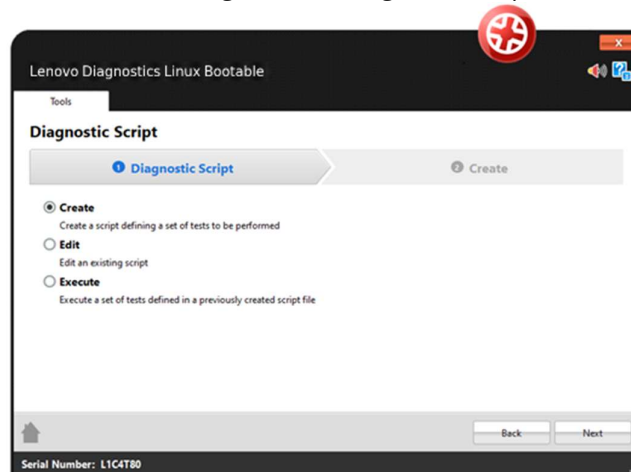 x
Lenovo Diagnostics Linux Bootable
Tools
Diagnostic Script
1 Diagnostic Script
2 Create
Create
Create a script defining a set of tests to be performed
Edit
Edit an existing script
Execute
Execute a set of tests defined in a previously created script file
Back Next
Serial Number: L1C4T80